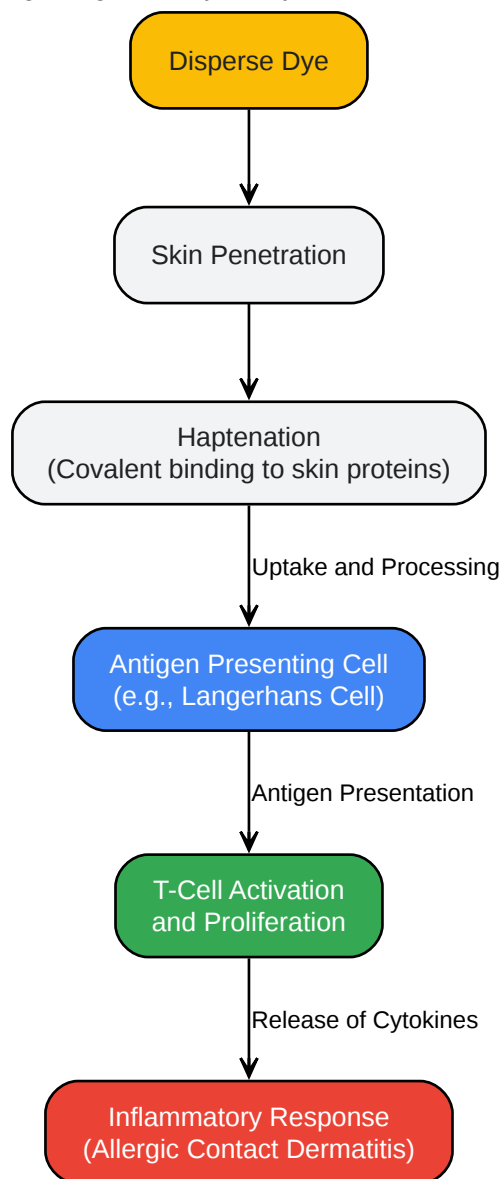 Disperse Dye
Skin Penetration
Haptenation
(Covalent binding to skin proteins)
Uptake and Processing
Antigen Presenting Cell
(e.g., Langerhans Cell)
Antigen Presentation
T-Cell Activation
and Proliferation
Release of Cytokines
Inflammatory Response
(Allergic Contact Dermatitis)